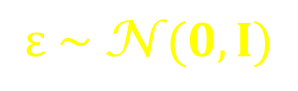 ε ~ 𝒩(𝟎, 𝐈)